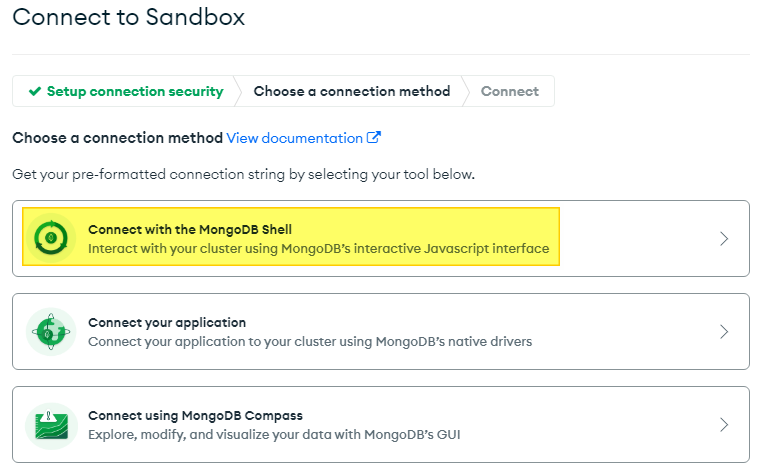 Connect to Sandbox
Setup connection security
Choose a connection method
Connect
Choose a connection method View documentation
Get your pre-formatted connection string by selecting your tool below.
Connect with the MongoDB Shell
Interact with your cluster using MongoDB's interactive Javascript interface
Connect your application
Connect your application to your cluster using MongoDB's native drivers
Connect using MongoDB Compass
Explore, modify, and visualize your data with MongoDB's GUI